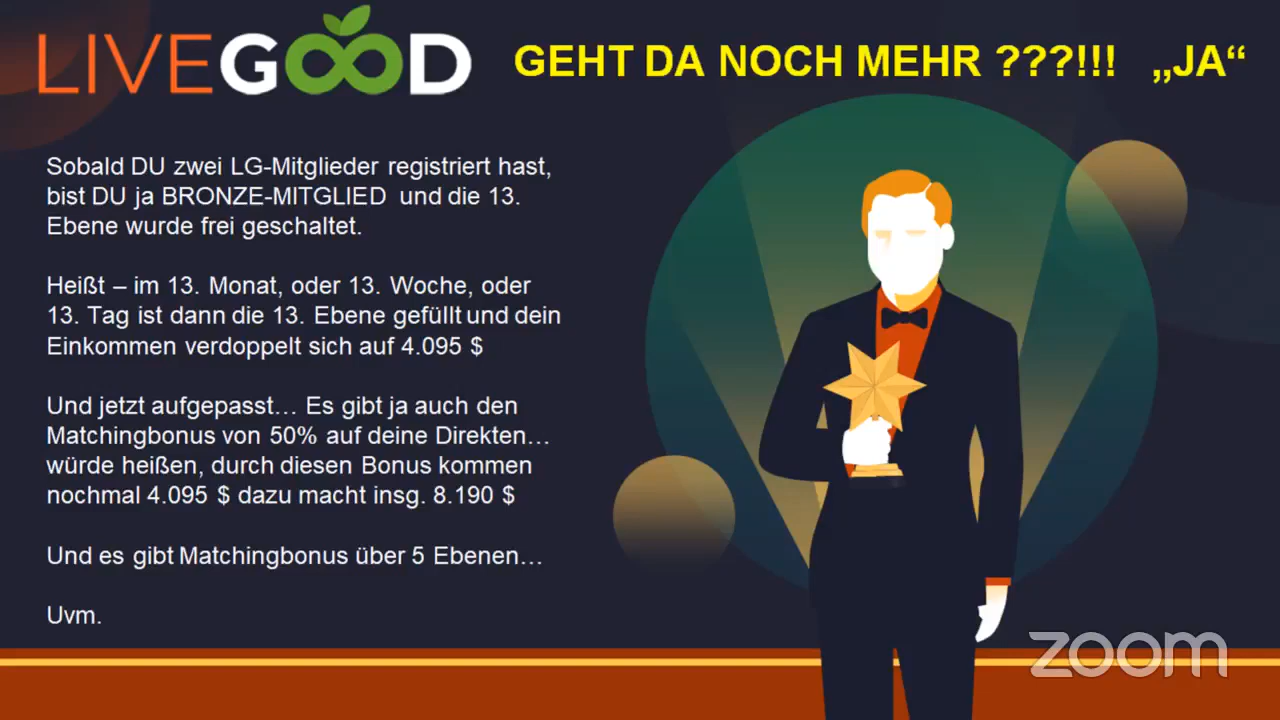 LIVEGOOD
GEHT DA NOCH MEHR ???!!! „JA“
Sobald DU zwei LG-Mitglieder registriert hast,
bist DU ja BRONZE-MITGLIED und die 13.
Ebene wurde frei geschaltet.
Heißt – im 13. Monat, oder 13. Woche, oder
13. Tag ist dann die 13. Ebene gefüllt und dein
Einkommen verdoppelt sich auf 4.095 $
Und jetzt aufgepasst… Es gibt ja auch den
Matchingbonus von 50% auf deine Direkten…
würde heißen, durch diesen Bonus kommen
nochmal 4.095 $ dazu macht insg. 8.190 $
Und es gibt Matchingbonus über 5 Ebenen…
Uvm.
zoom